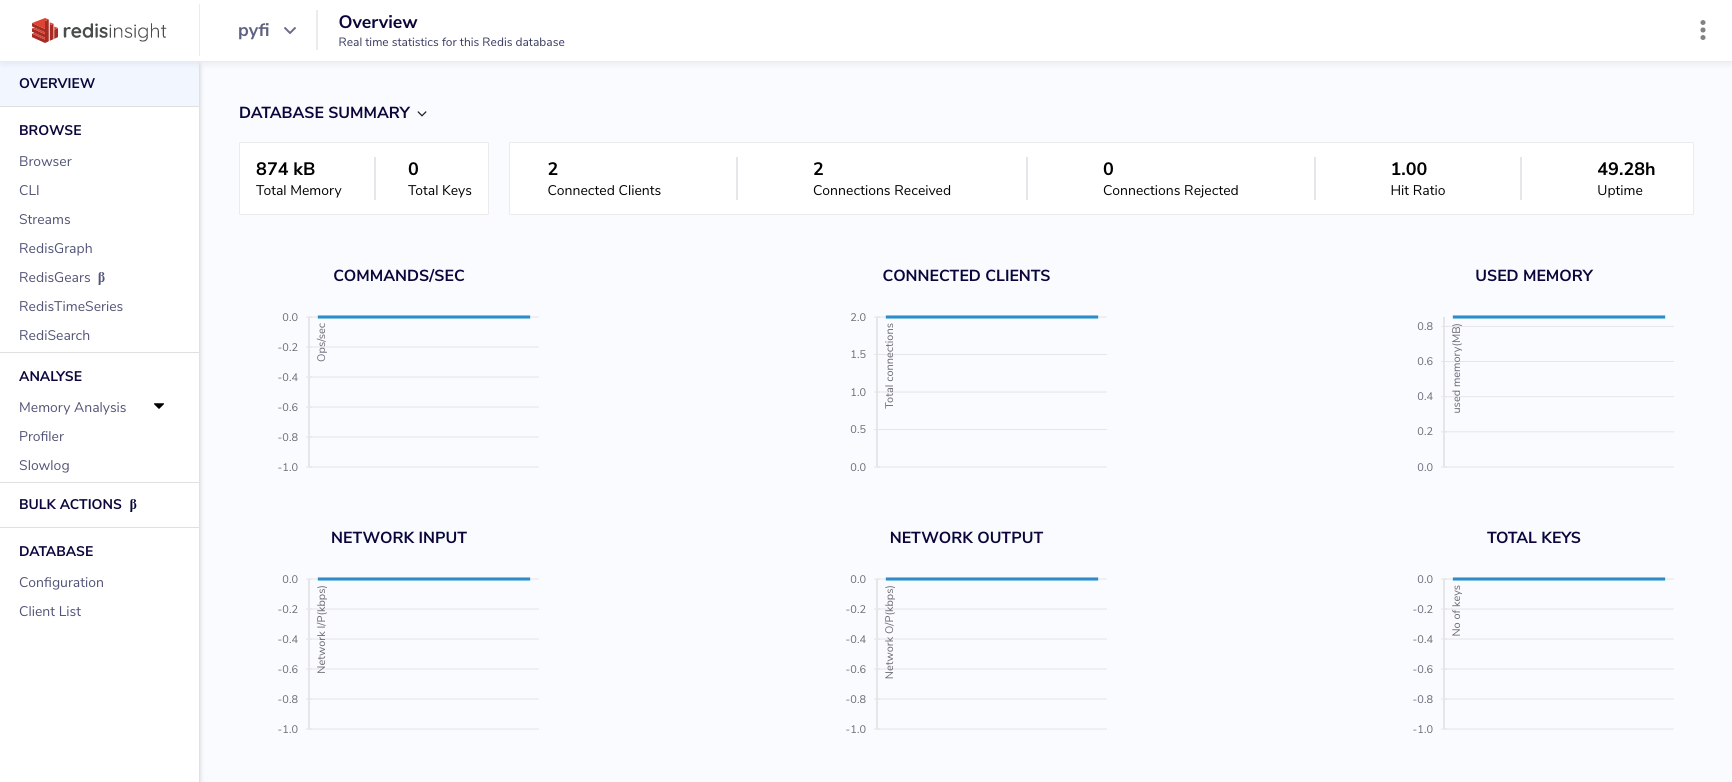 redisinsight
pyfi
Overview
Real time statistics for this Redis database
OVERVIEW
BROWSE
Browser
CLI
Streams
RedisGraph
RedisGears β
RedisTimeSeries
RediSearch
ANALYSE
Memory Analysis
Profiler
Slowlog
BULK ACTIONS β
DATABASE
Configuration
Client List
DATABASE SUMMARY
874 kB
Total Memory
0
Total Keys
2
Connected Clients
2
Connections Received
0
Connections Rejected
1.00
Hit Ratio
49.28h
Uptime
COMMANDS/SEC
0.0
-0.2
-0.4
-0.6
-0.8
-1.0
Ops/sec
CONNECTED CLIENTS
2.0
1.5
1.0
0.5
0.0
Total connections
USED MEMORY
0.8
0.6
0.4
0.2
0.0
used memory(MB)
NETWORK INPUT
0.0
-0.2
-0.4
-0.6
-0.8
-1.0
Network I/P(kbps)
NETWORK OUTPUT
0.0
-0.2
-0.4
-0.6
-0.8
-1.0
Network O/P(kbps)
TOTAL KEYS
0.0
-0.2
-0.4
-0.6
-0.8
-1.0
No of keys